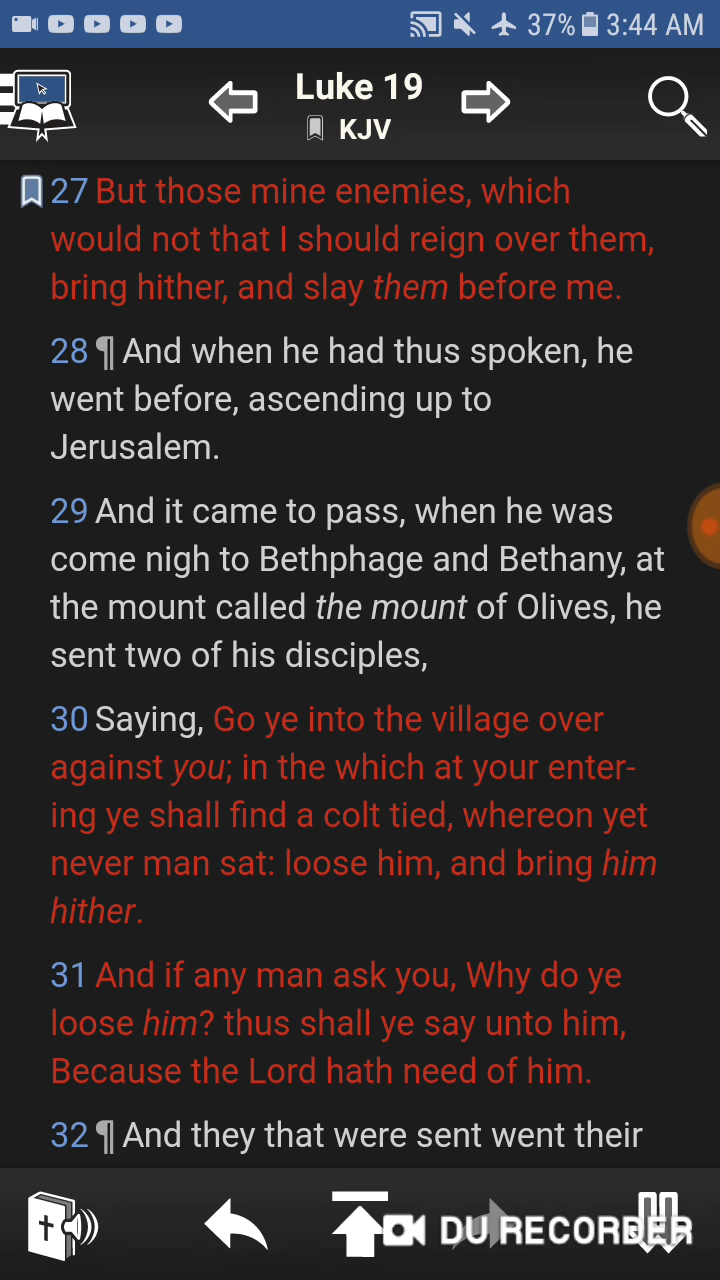 37% 3:44 AM
Luke 19
KJV
27 But those mine enemies, which
would not that I should reign over them,
bring hither, and slay them before me.
28 ¶ And when he had thus spoken, he
went before, ascending up to
Jerusalem.
29 And it came to pass, when he was
come nigh to Bethphage and Bethany, at
the mount called the mount of Olives, he
sent two of his disciples,
30 Saying, Go ye into the village over
against you; in the which at your enter-
ing ye shall find a colt tied, whereon yet
never man sat: loose him, and bring him
hither.
31 And if any man ask you, Why do ye
loose him? thus shall ye say unto him,
Because the Lord hath need of him.
32 ¶ And they that were sent went their
DU RECORDER